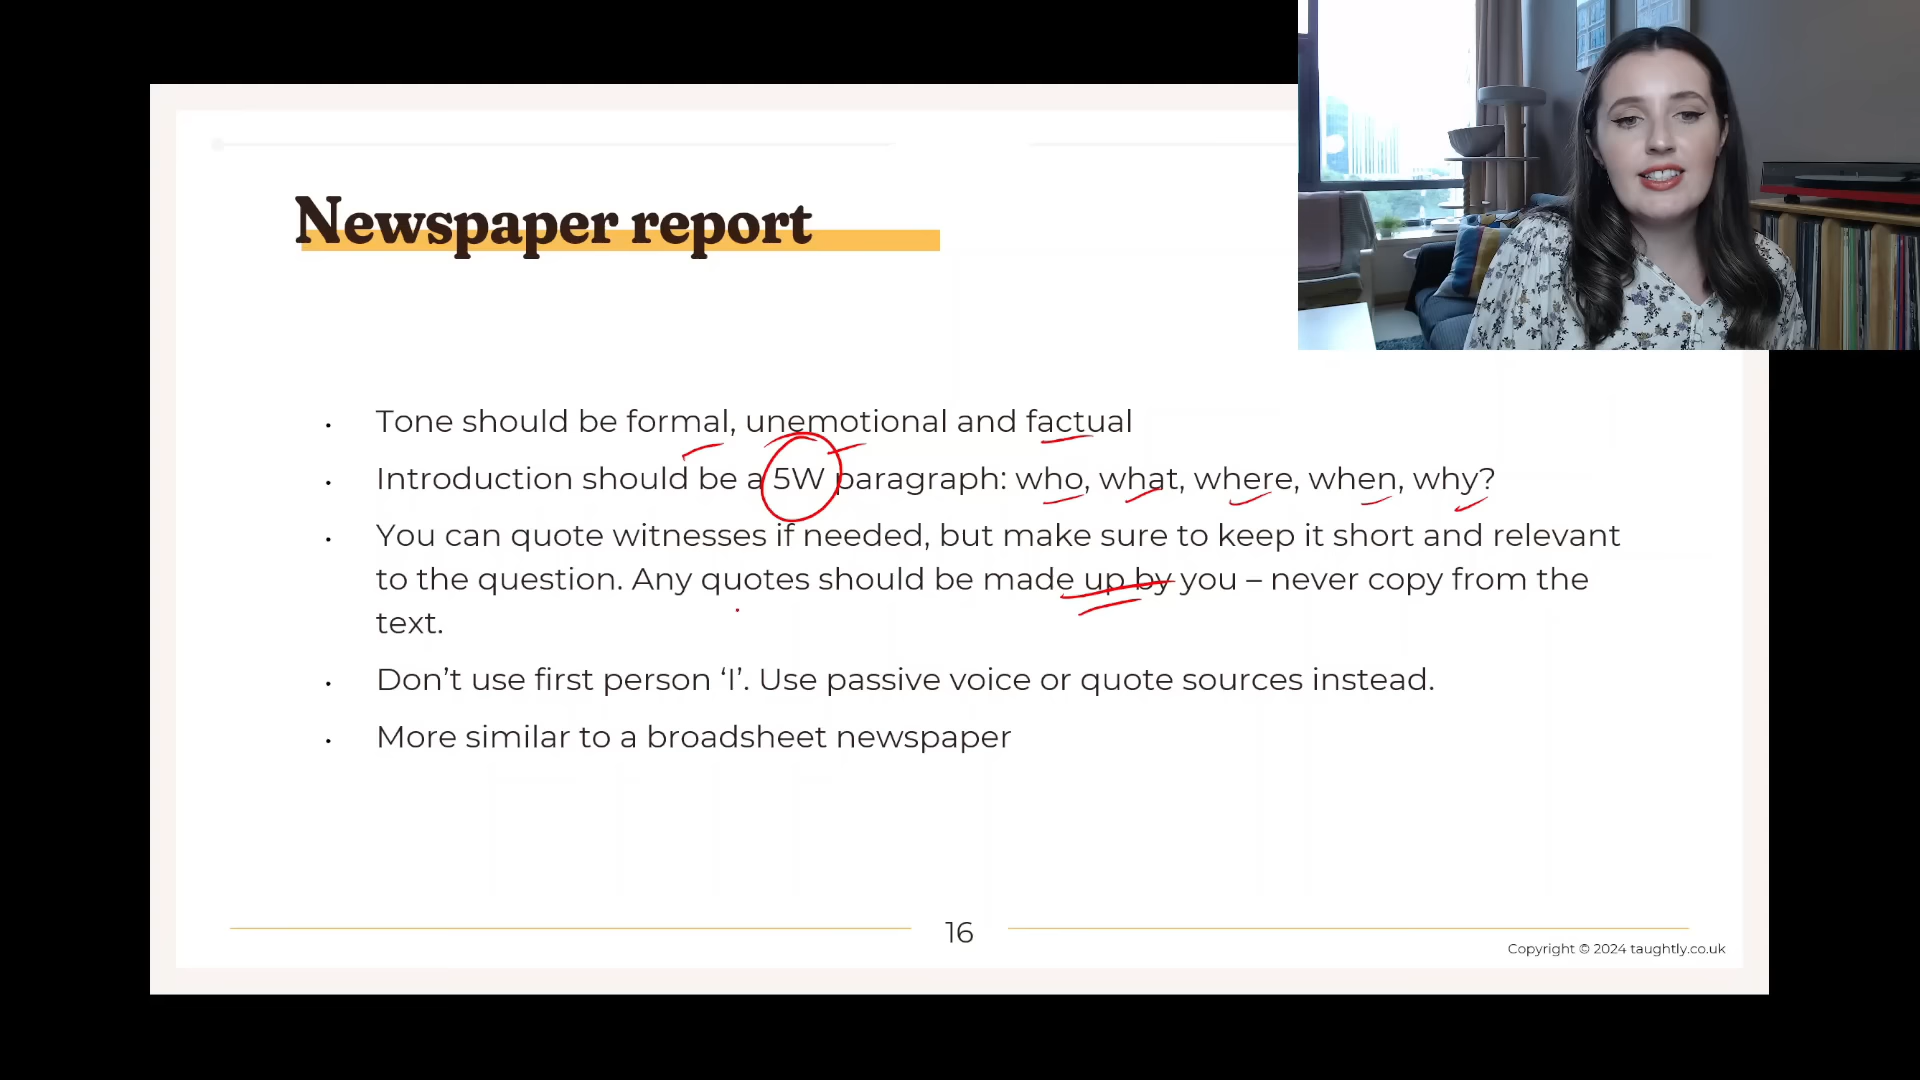 Newspaper report
• Tone should be formal, unemotional and factual
• Introduction should be a 5W paragraph: who, what, where, when, why?
• You can quote witnesses if needed, but make sure to keep it short and relevant
to the question. Any quotes should be made up by you – never copy from the
text.
• Don’t use first person ‘I’. Use passive voice or quote sources instead.
• More similar to a broadsheet newspaper
16
Copyright © 2024 taughtly.co.uk